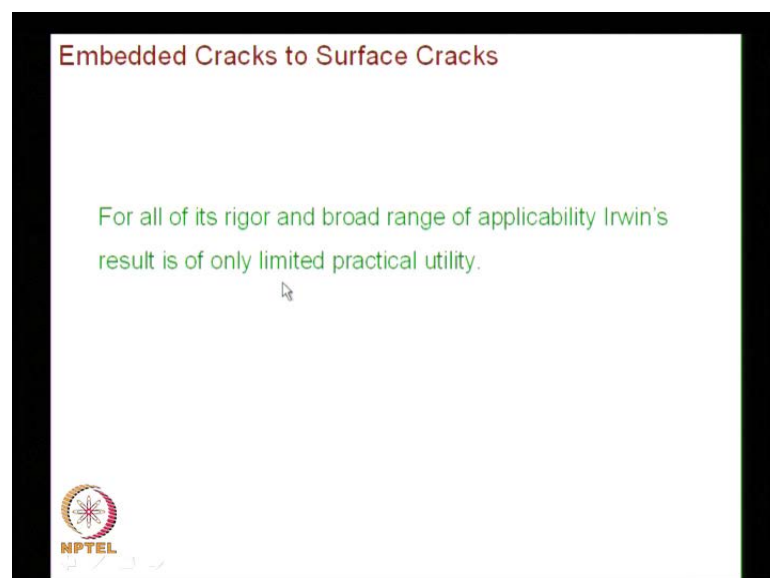 Embedded Cracks to Surface Cracks
For all of its rigor and broad range of applicability Irwin's
result is of only limited practical utility.
NPTEL